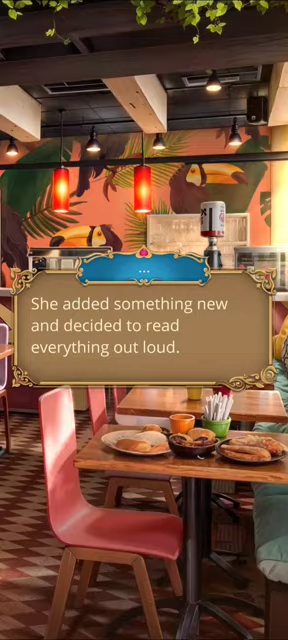 ...
She added something new
and decided to read
everything out loud.